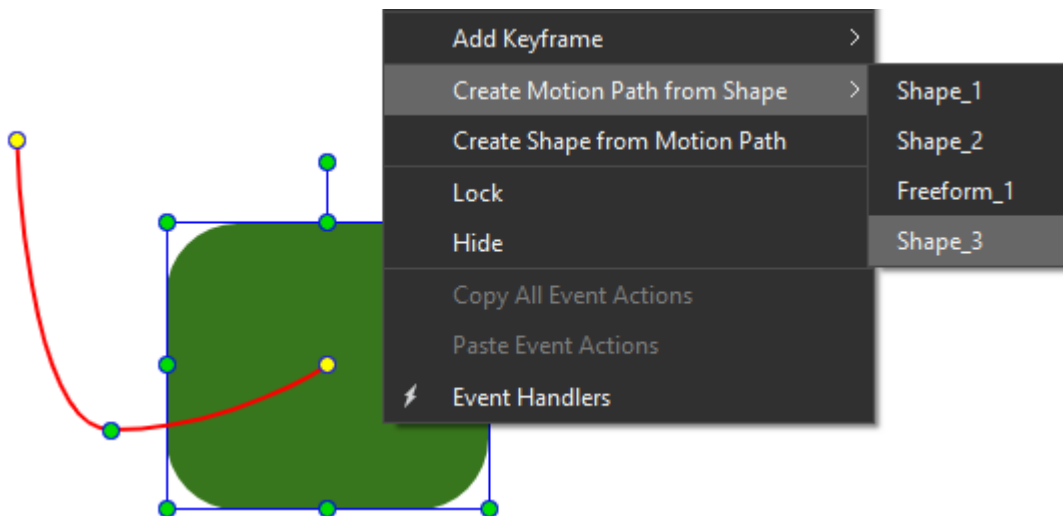 Add Keyframe
Create Motion Path from Shape
Create Shape from Motion Path
Lock
Hide
Copy All Event Actions
Paste Event Actions
Event Handlers
Shape_1
Shape_2
Freeform_1
Shape_3